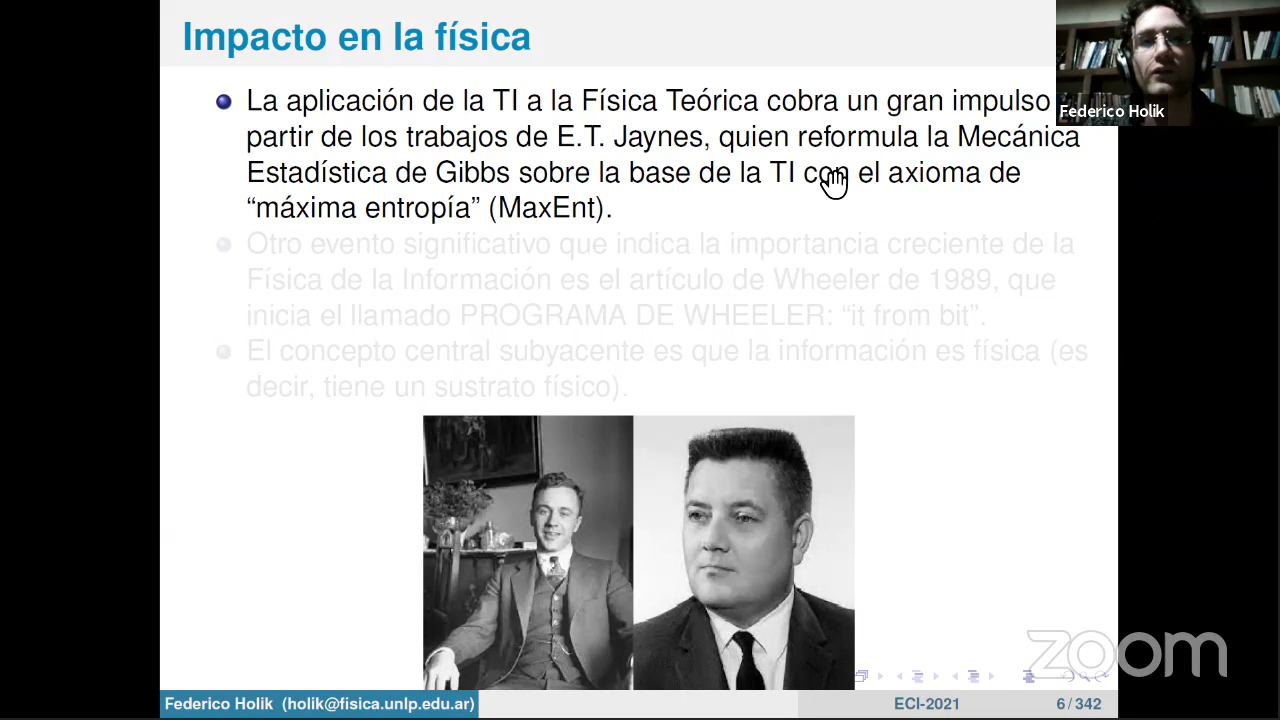 Impacto en la física
Federico Holik
La aplicación de la TI a la Física Teórica cobra un gran impulso
partir de los trabajos de E.T. Jaynes, quien reformula la Mecánica
Estadística de Gibbs sobre la base de la TI con el axioma de
“máxima entropía” (MaxEnt).
Otro evento significativo que indica la importancia creciente de la
Física de la Información es el artículo de Wheeler de 1989, que
inicia el llamado PROGRAMA DE WHEELER: “it from bit”.
El concepto central subyacente es que la información es física (es
decir, tiene un sustrato físico).
zoom
Federico Holik (holik@fisica.unlp.edu.ar)
ECI-2021
6 / 342